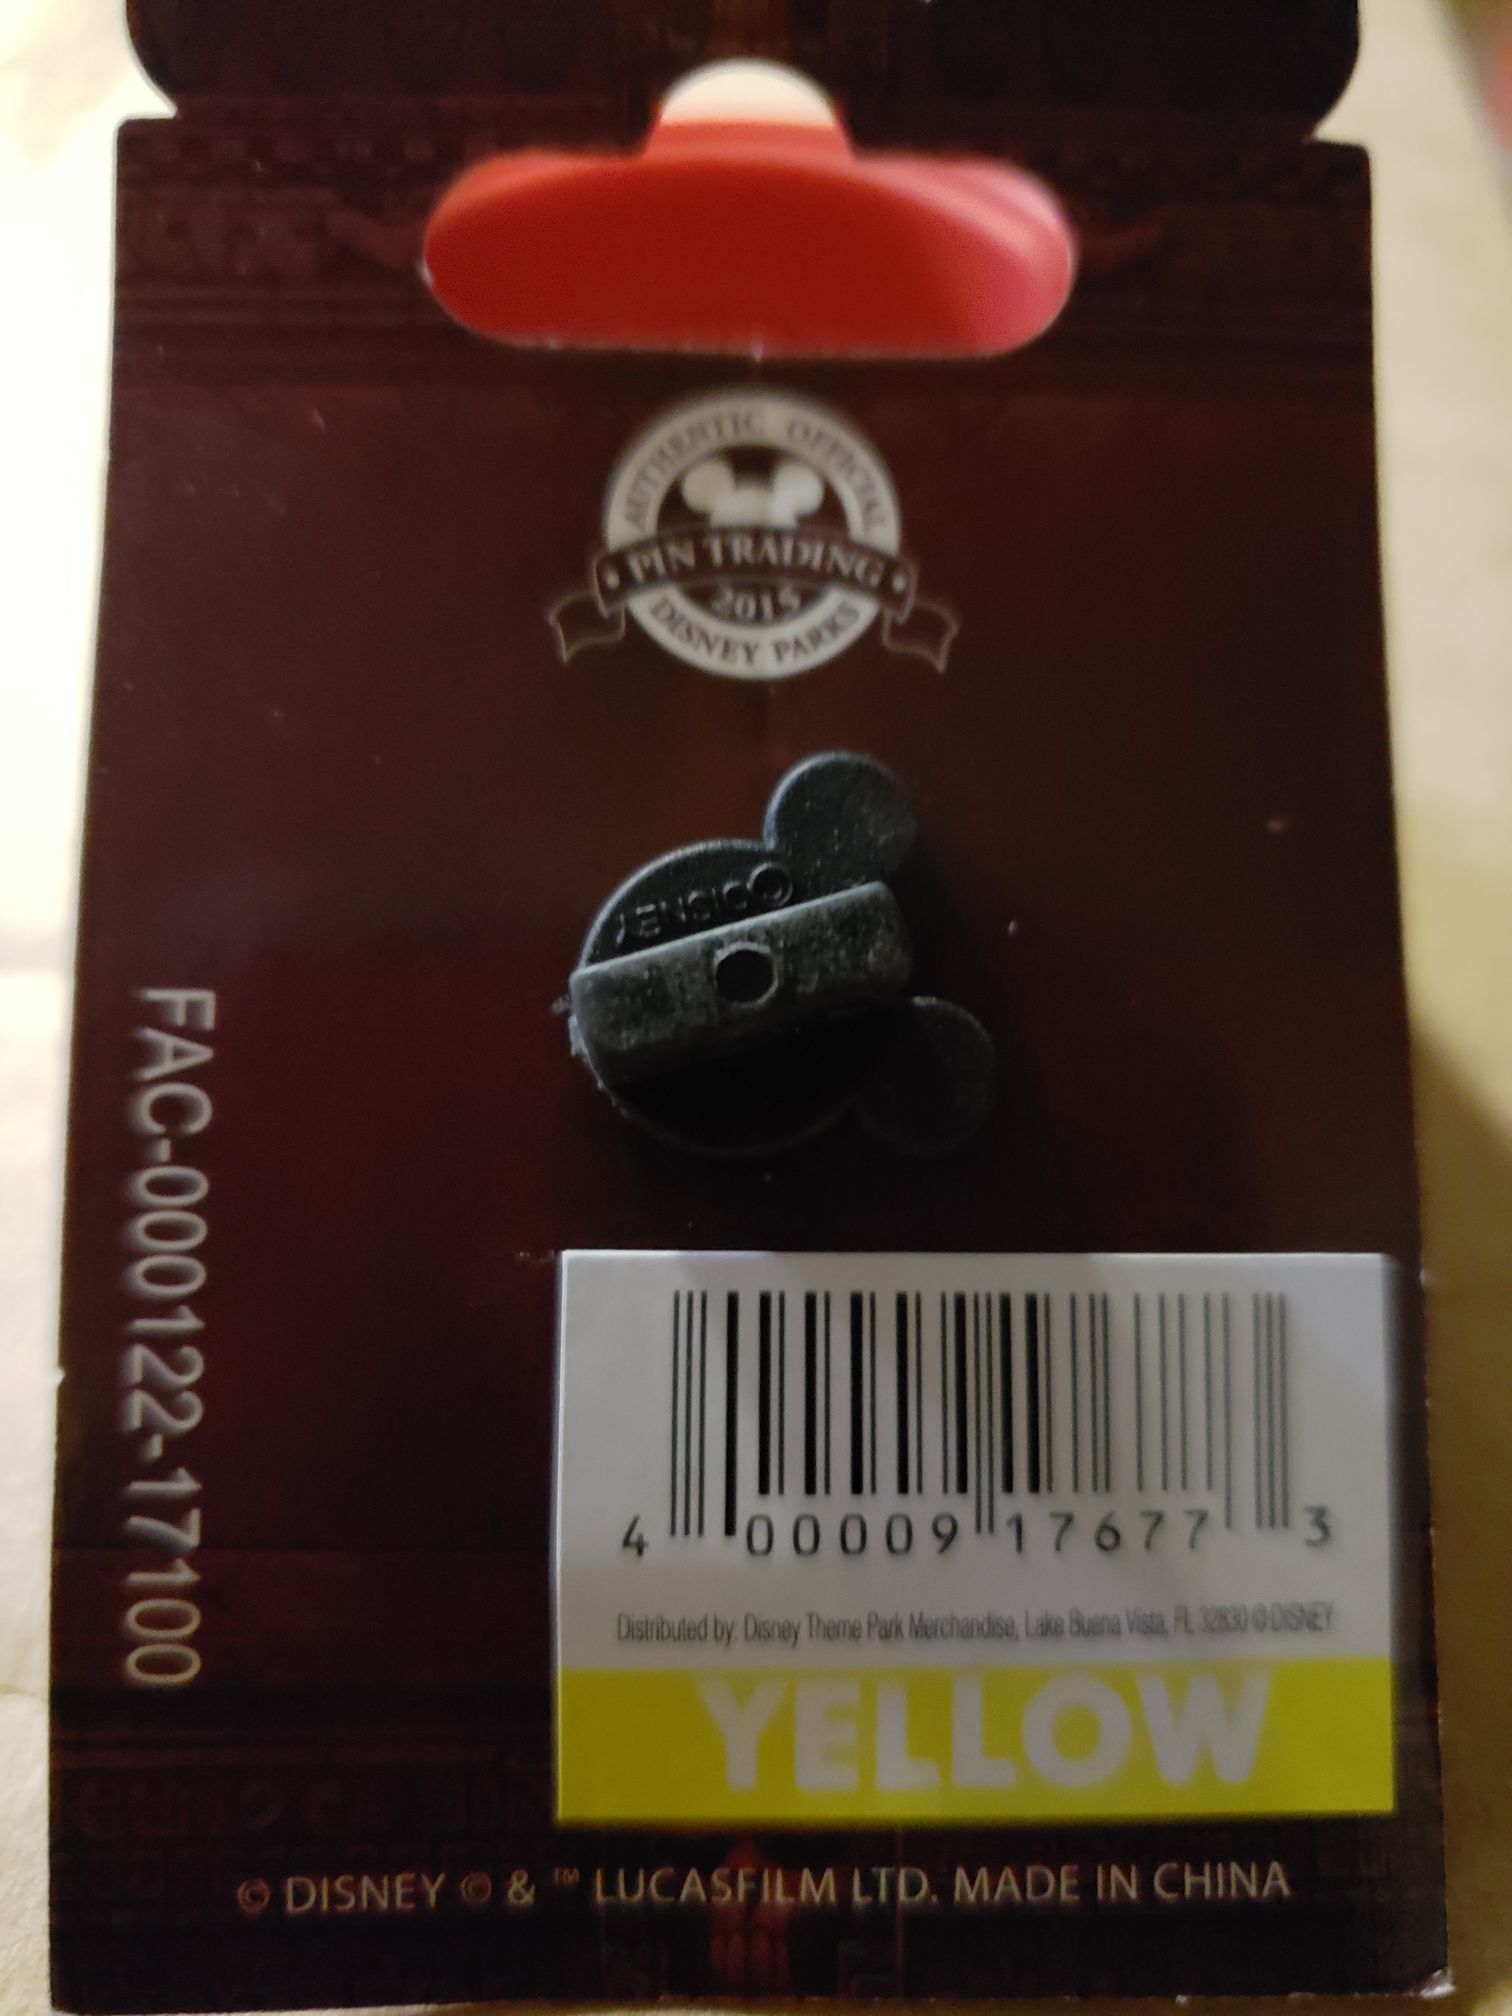 AUTHENTIC OFFICIAL
PIN TRADING
2015
DISNEY PARKS
DISNEY
FAC-000122-17100
4 00009 17677 3
Distributed by: Disney Theme Park Merchandise, Lake Buena Vista, FL 32830 © DISNEY
YELLOW
© DISNEY © & ™ LUCASFILM LTD. MADE IN CHINA